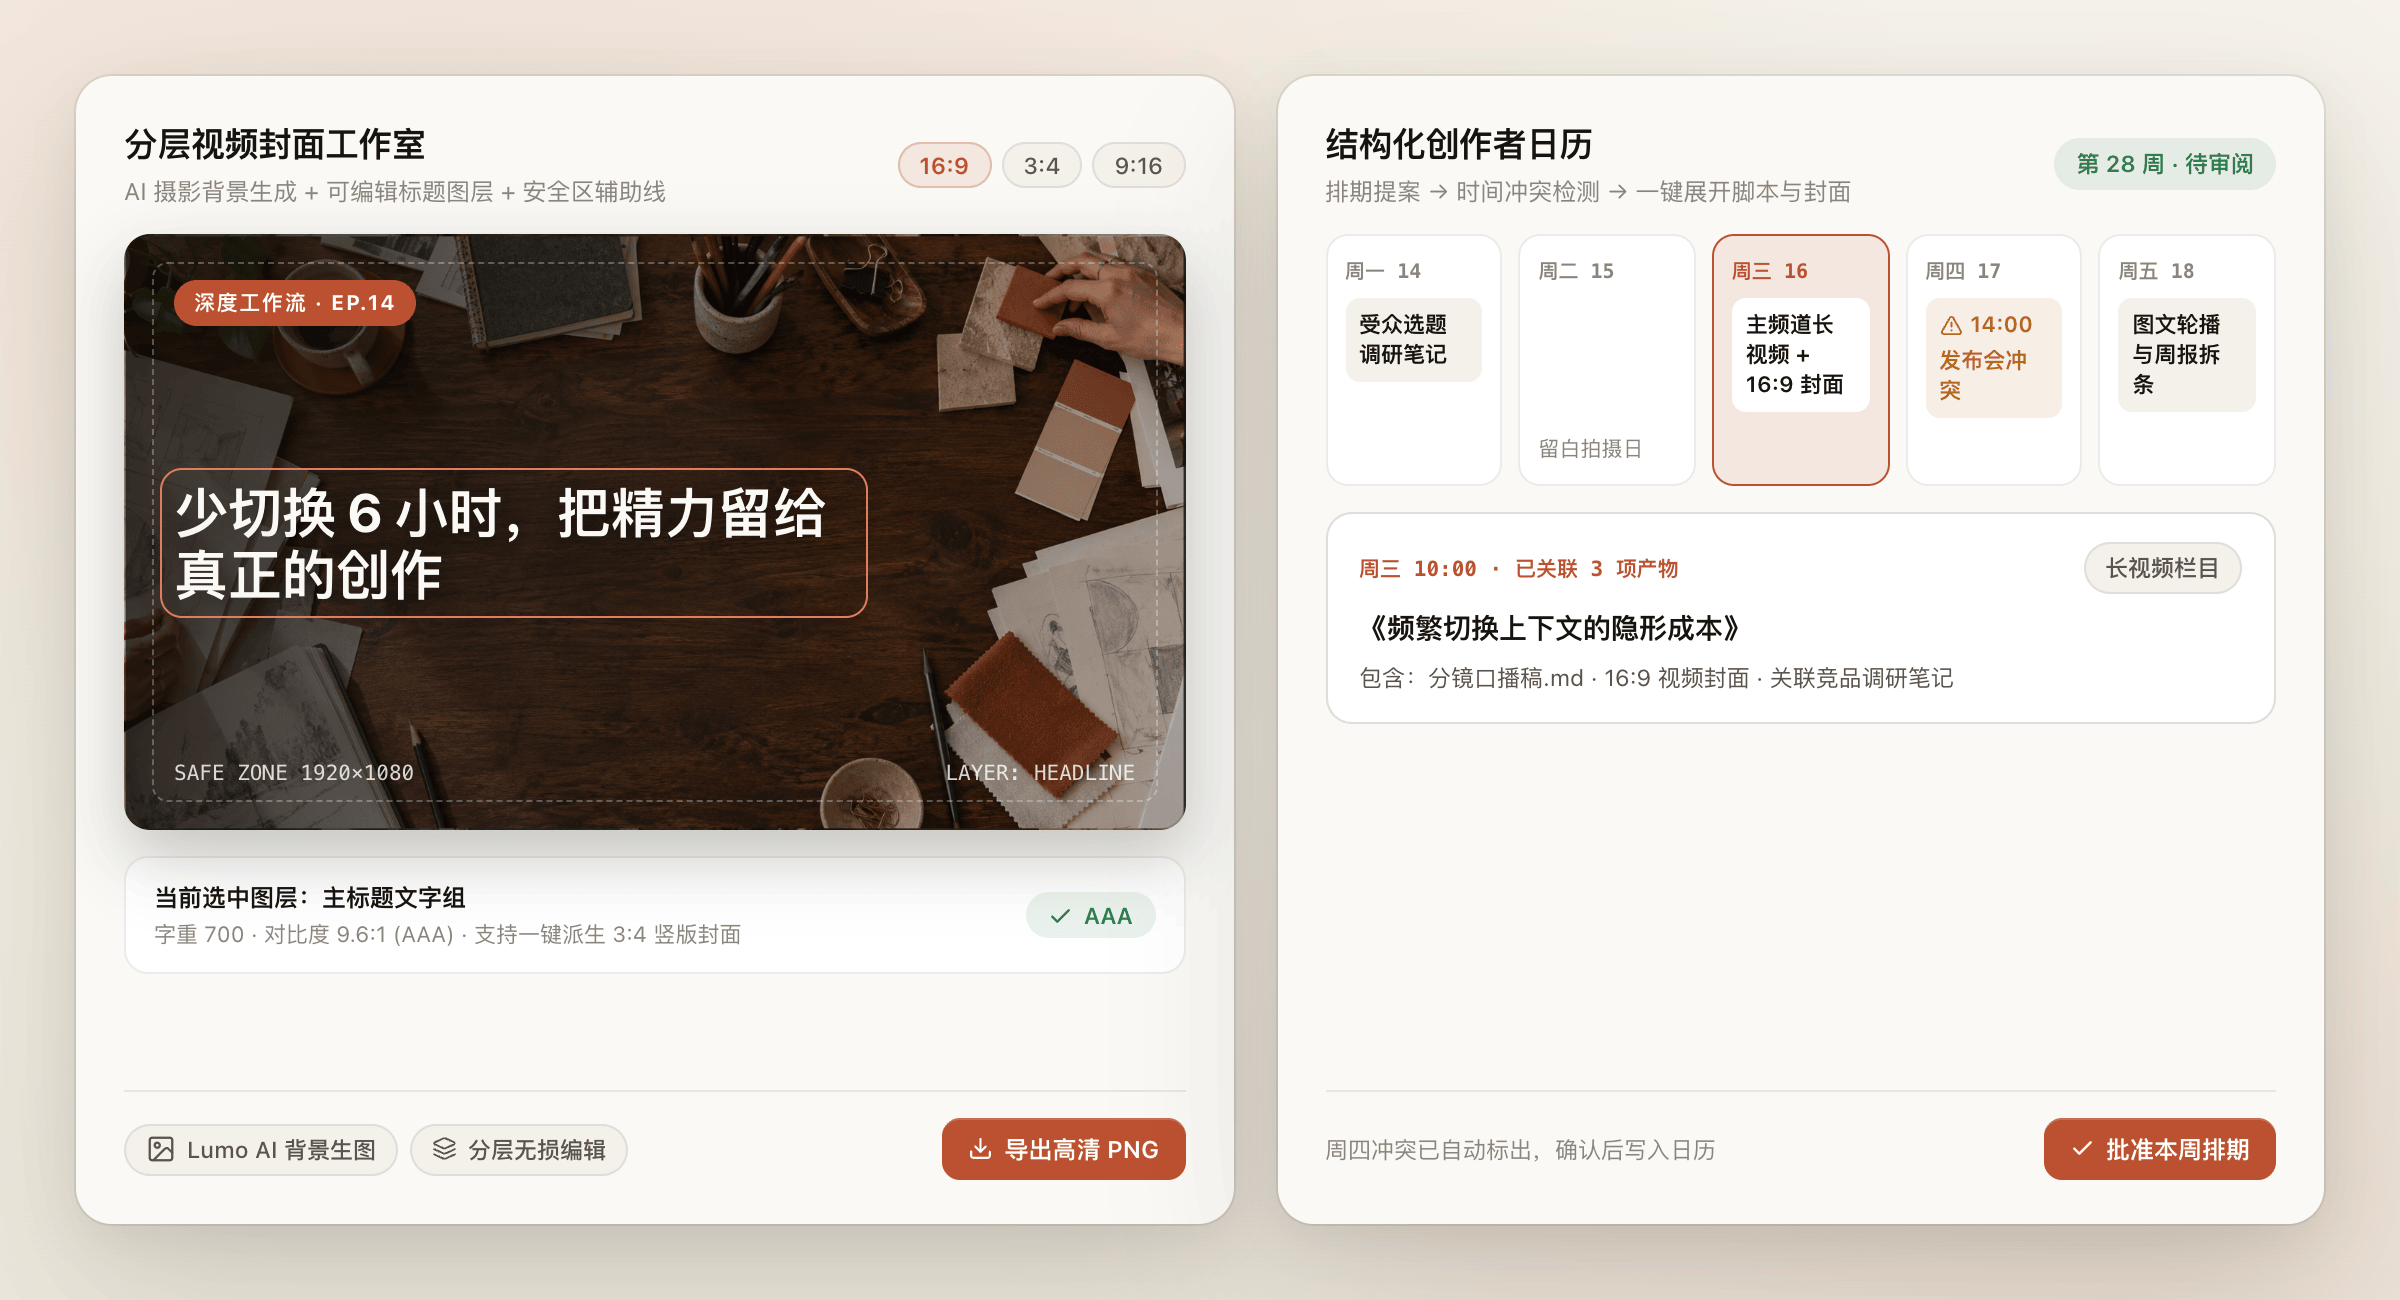 分层视频封面工作室
AI 摄影背景生成 + 可编辑标题图层 + 安全区辅助线
16:9
3:4
9:16
深度工作流 · EP.14
少切换 6 小时，把精力留给
真正的创作
SAFE ZONE 1920×1080
LAYER: HEADLINE
当前选中图层：主标题文字组
字重 700 · 对比度 9.6:1 (AAA) · 支持一键派生 3:4 竖版封面
AAA
Lumo AI 背景生图
分层无损编辑
导出高清 PNG
结构化创作者日历
排期提案 → 时间冲突检测 → 一键展开脚本与封面
第 28 周 · 待审阅
周一 14
受众选题
调研笔记
周二 15
留白拍摄日
周三 16
主频道长
视频 +
16:9 封面
周四 17
14:00
发布会冲
突
周五 18
图文轮播
与周报拆
条
周三 10:00 · 已关联 3 项产物
长视频栏目
《频繁切换上下文的隐形成本》
包含：分镜口播稿.md · 16:9 视频封面 · 关联竞品调研笔记
周四冲突已自动标出，确认后写入日历
批准本周排期